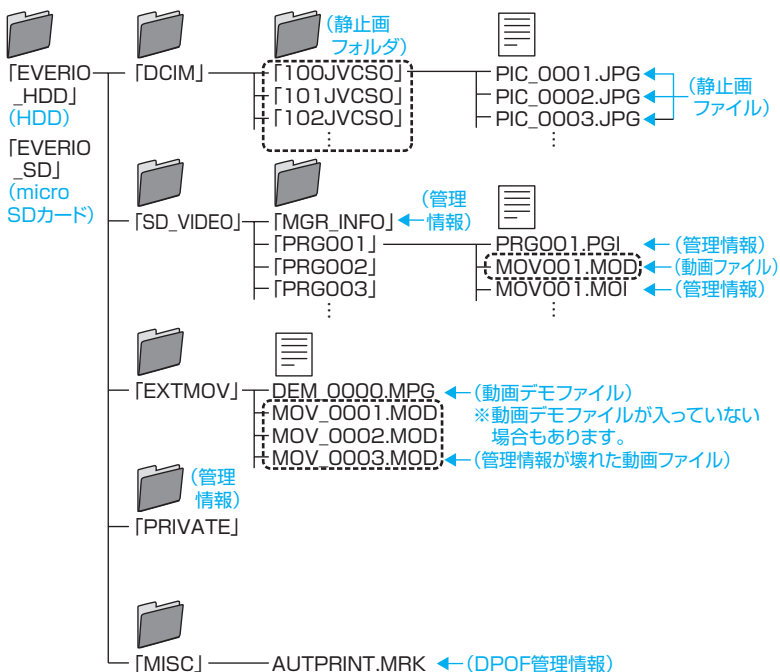 (静止画
フォルダ)
「EVERIO
_HDD」
(HDD)
「EVERIO
_SD」
(micro
SDカード)
「DCIM」
「100JVCSO」
「101JVCSO」
「102JVCSO」
⋮
PIC_0001.JPG
PIC_0002.JPG
PIC_0003.JPG
⋮
(静止画
ファイル)
「SD_VIDEO」
「MGR_INFO」
(管理
情報)
「PRG001」
「PRG002」
「PRG003」
⋮
PRG001.PGI
(管理情報)
MOV001.MOD
(動画ファイル)
MOV001.MOI
(管理情報)
⋮
「EXTMOV」
DEM_0000.MPG
(動画デモファイル)
※動画デモファイルが入っていない
場合もあります。
MOV_0001.MOD
MOV_0002.MOD
MOV_0003.MOD
(管理情報が壊れた動画ファイル)
(管理
情報)
「PRIVATE」
「MISC」
AUTPRINT.MRK
(DPOF管理情報)